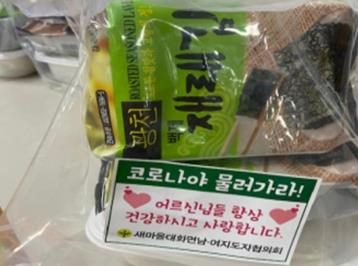 ROASTED SEASONED LAVER
광천
재래김
코로나야 물러가라!
어르신들 항상
건강하시고 사랑합니다.
새마을대화면남·여지도자협의회